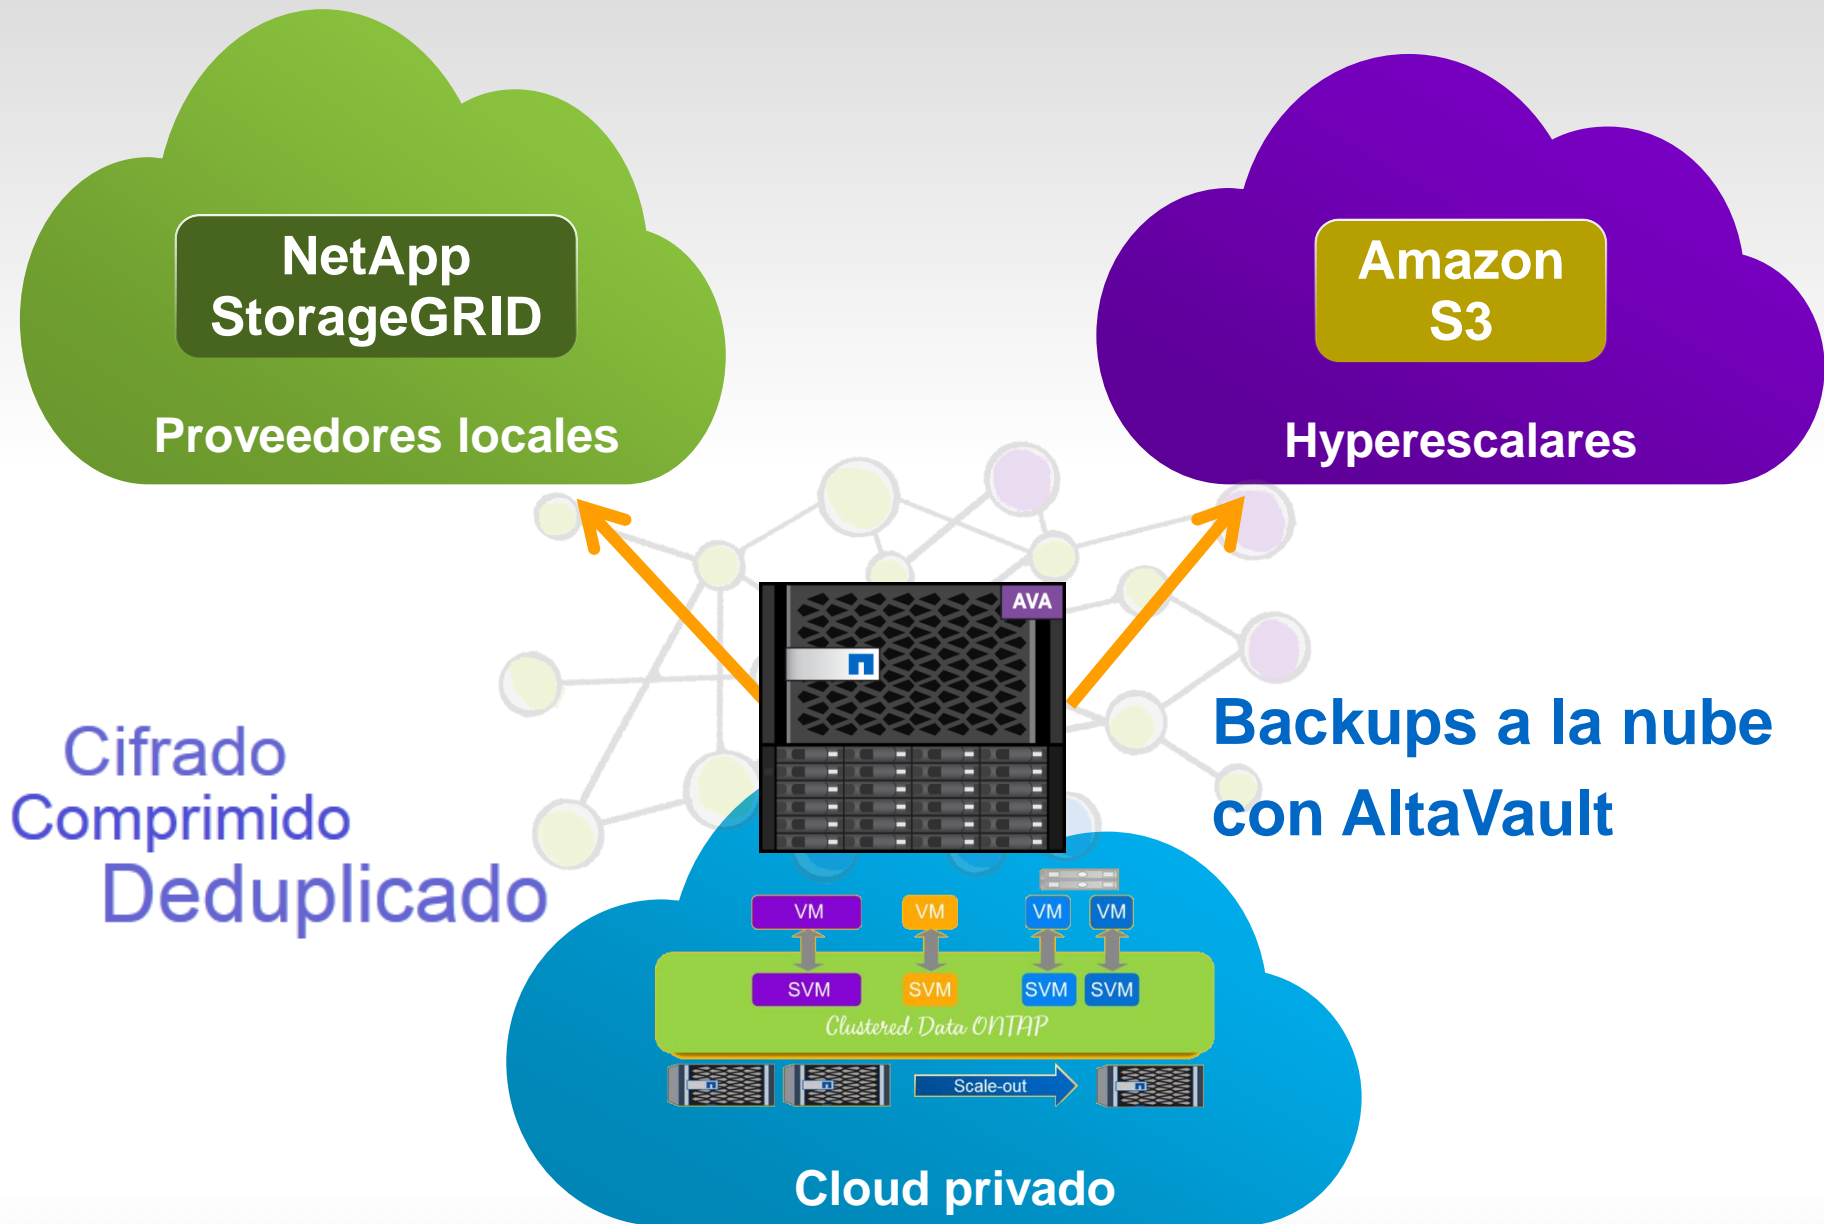 NetApp
StorageGRID
Proveedores locales
Amazon
S3
Hyperescalares
AVA
Backups a la nube
con AltaVault
Cifrado
Comprimido
Deduplicado
VM VM VM VM
SVM SVM SVM SVM
Clustered Data ONTAP
Scale-out
Cloud privado